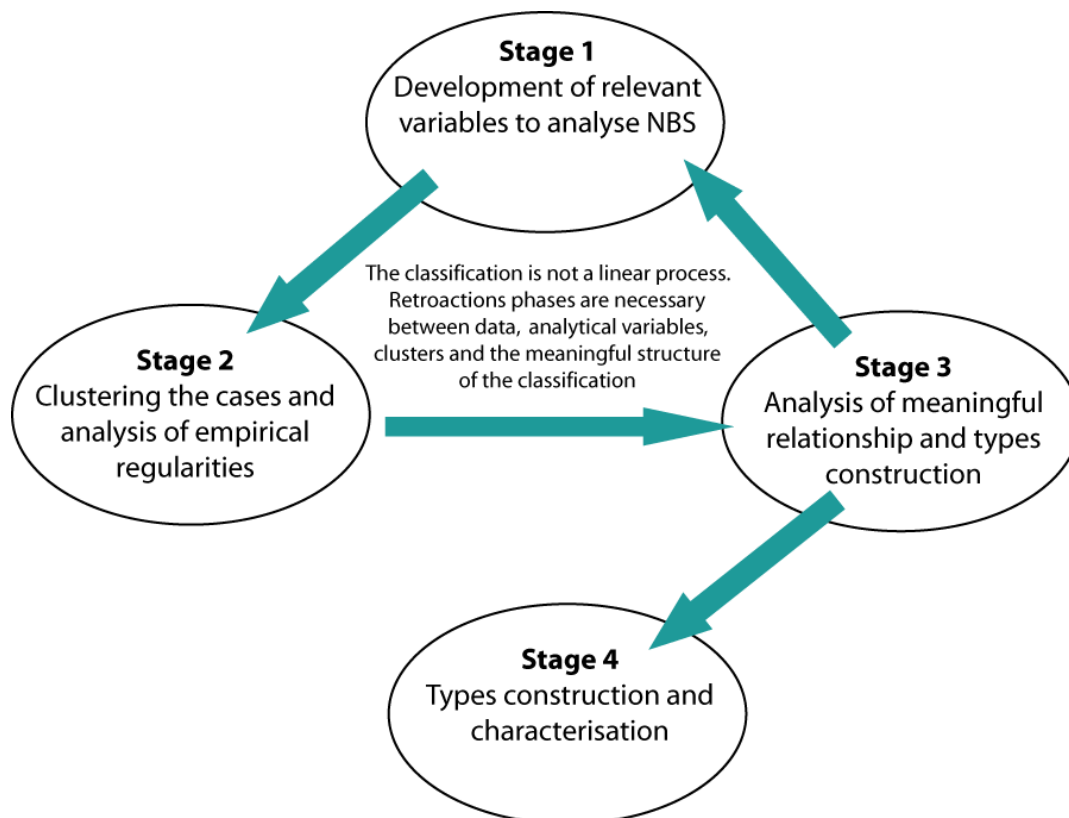 Stage 1
Development of relevant
variables to analyse NBS
The classification is not a linear process.
Retroactions phases are necessary
between data, analytical variables,
clusters and the meaningful structure
of the classification
Stage 2
Clustering the cases and
analysis of empirical
regularities
Stage 3
Analysis of meaningful
relationship and types
construction
Stage 4
Types construction and
characterisation